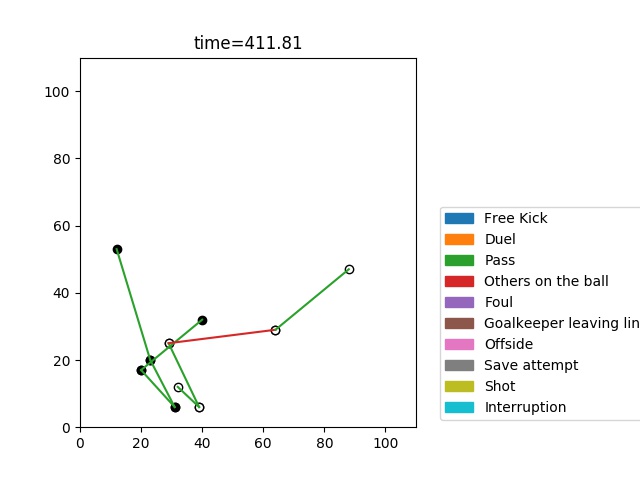 time=411.81
100
80
60
40
20
0
0 20 40 60 80 100
Free Kick
Duel
Pass
Others on the ball
Foul
Goalkeeper leaving lin
Offside
Save attempt
Shot
Interruption